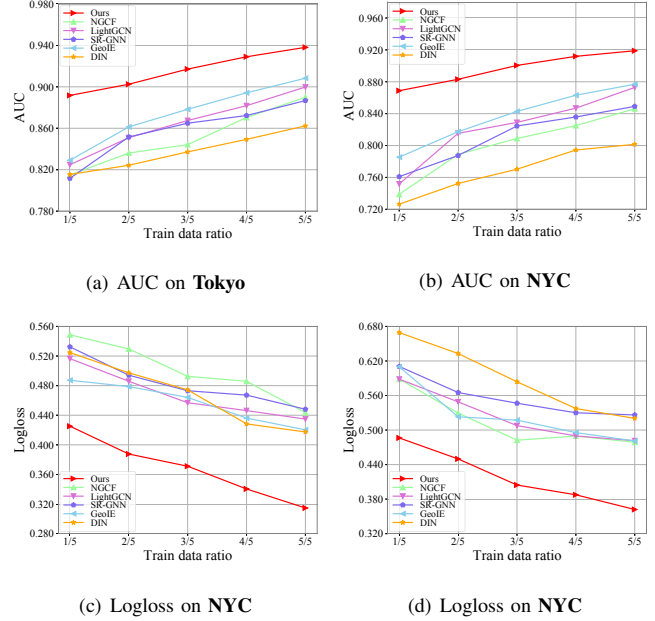 0.980
0.940
0.900
0.860
0.820
0.780
AUC
Ours
NGCF
LightGCN
SR-GNN
GeoIE
DIN
1/5 2/5 3/5 4/5 5/5
Train data ratio
(a) AUC on Tokyo
0.960
0.920
0.880
0.840
0.800
0.760
0.720
AUC
Ours
NGCF
LightGCN
SR-GNN
GeoIE
DIN
1/5 2/5 3/5 4/5 5/5
Train data ratio
(b) AUC on NYC
0.560
0.520
0.480
0.440
0.400
0.360
0.320
0.280
Logloss
Ours
NGCF
LightGCN
SR-GNN
GeoIE
DIN
1/5 2/5 3/5 4/5 5/5
Train data ratio
(c) Logloss on NYC
0.680
0.620
0.560
0.500
0.440
0.380
0.320
Logloss
Ours
NGCF
LightGCN
SR-GNN
GeoIE
DIN
1/5 2/5 3/5 4/5 5/5
Train data ratio
(d) Logloss on NYC